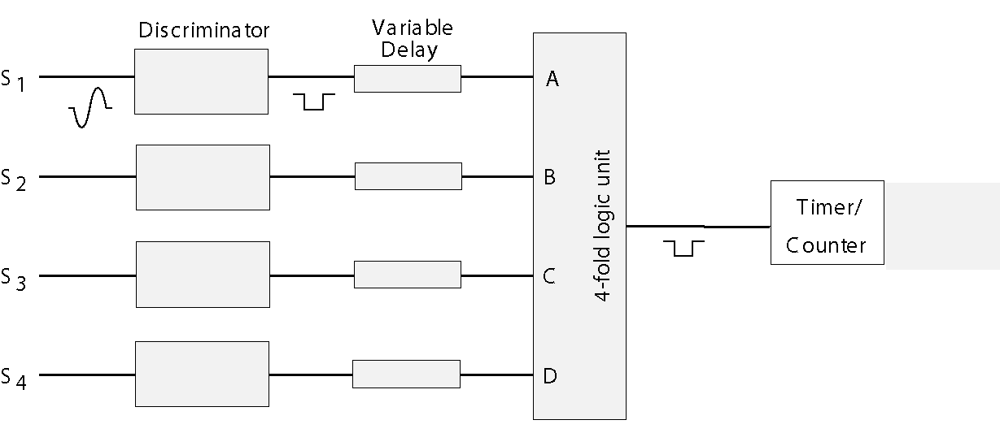 Discriminator
Variable
Delay
S1
A
S2
B
S3
C
S4
D
4-fold logic unit
Timer/
Counter